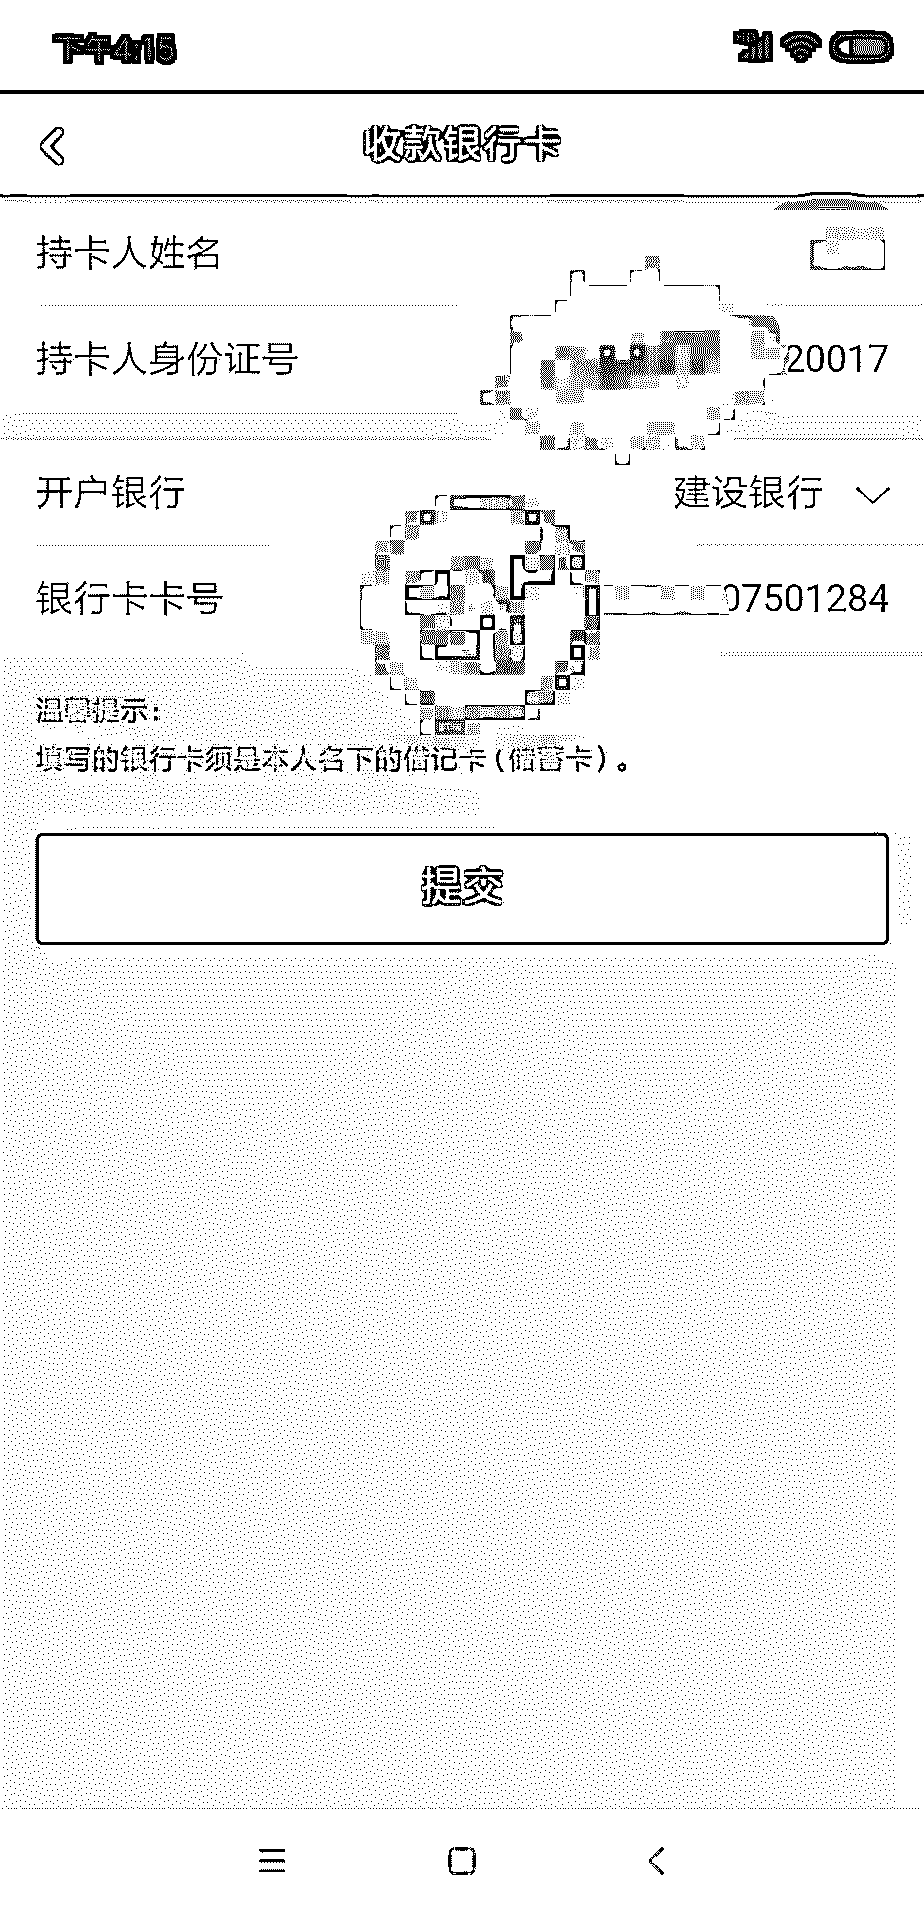 下午4:15
收款银行卡
持卡人姓名
持卡人身份证号 20017
开户银行 建设银行
银行卡卡号 07501284
温馨提示：
填写的银行卡须是本人名下的借记卡（储蓄卡）。
提交